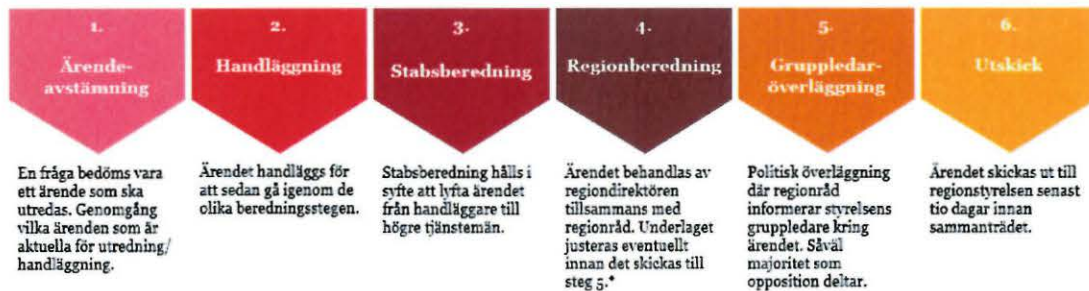 1.
Ärende-
avstämning
En fråga bedöms vara
ett ärende som ska
utredas. Genomgång
vilka ärenden som är
aktuella för utredning/
handläggning.
2.
Handläggning
Ärendet handläggs för
att sedan gå igenom de
olika beredningsstegen.
3.
Stabsberedning
Stabsberedning hålls i
syfte att lyfta ärendet
från handläggare till
högre tjänstemän.
4.
Regionberedning
Ärendet behandlas av
regiondirektören
tillsammans med
regionråd. Underlaget
justeras eventuellt
innan det skickas till
steg 5.*
5.
Gruppledar-
överläggning
Politisk överläggning
där regionråd
informerar styrelsens
gruppledare kring
ärendet. Såväl
majoritet som
opposition deltar.
6.
Utskick
Ärendet skickas ut till
regionstyrelsen senast
tio dagar innan
sammanträdet.